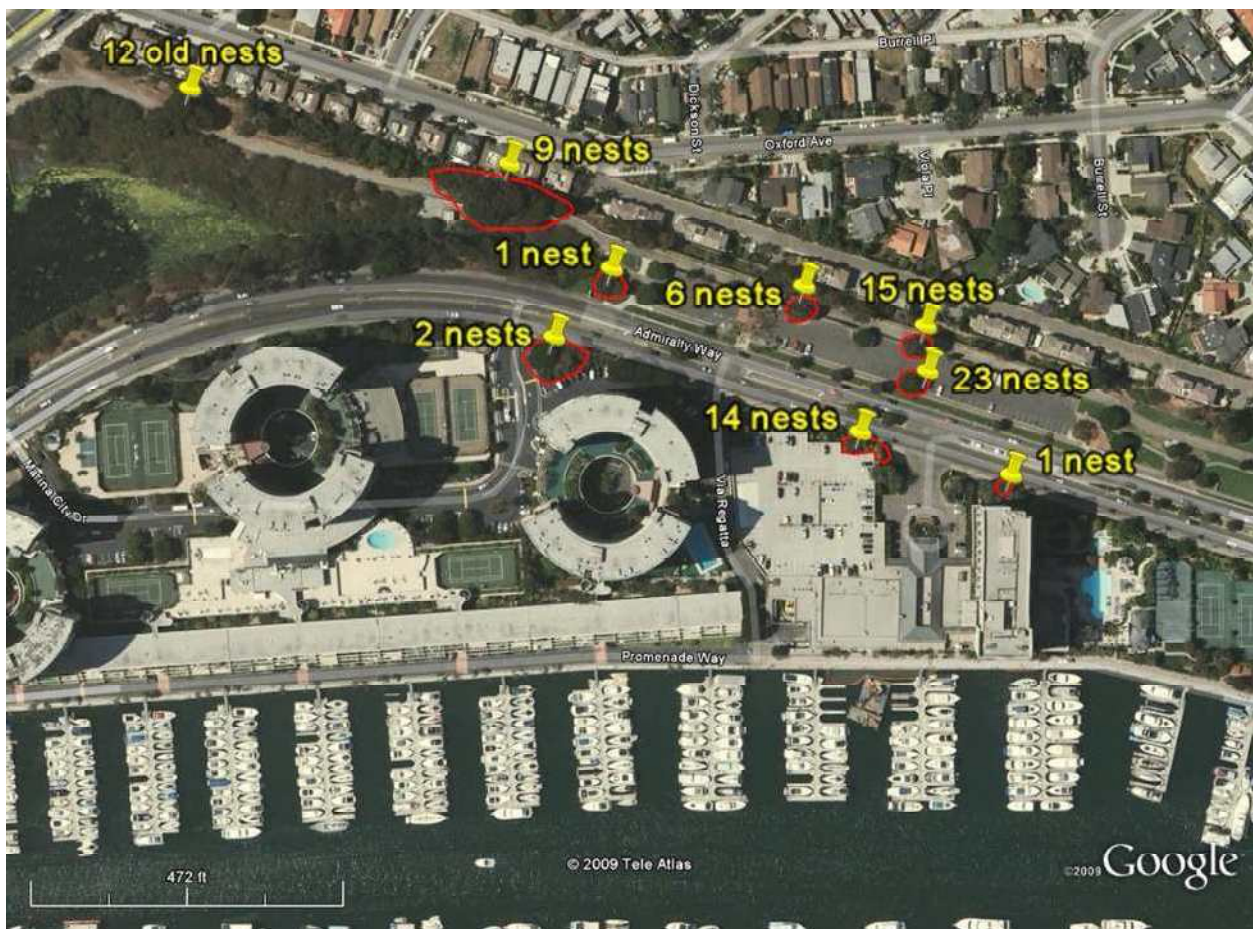 12 old nests
Burrell Pl
Dickson St
Oxford Ave
9 nests
Viola Pl
Burrell St
1 nest
6 nests
15 nests
2 nests
Admiralty Way
23 nests
14 nests
1 nest
Marina City Dr
Via Regatta
Promenade Way
472 ft
© 2009 Tele Atlas
©2009 Google